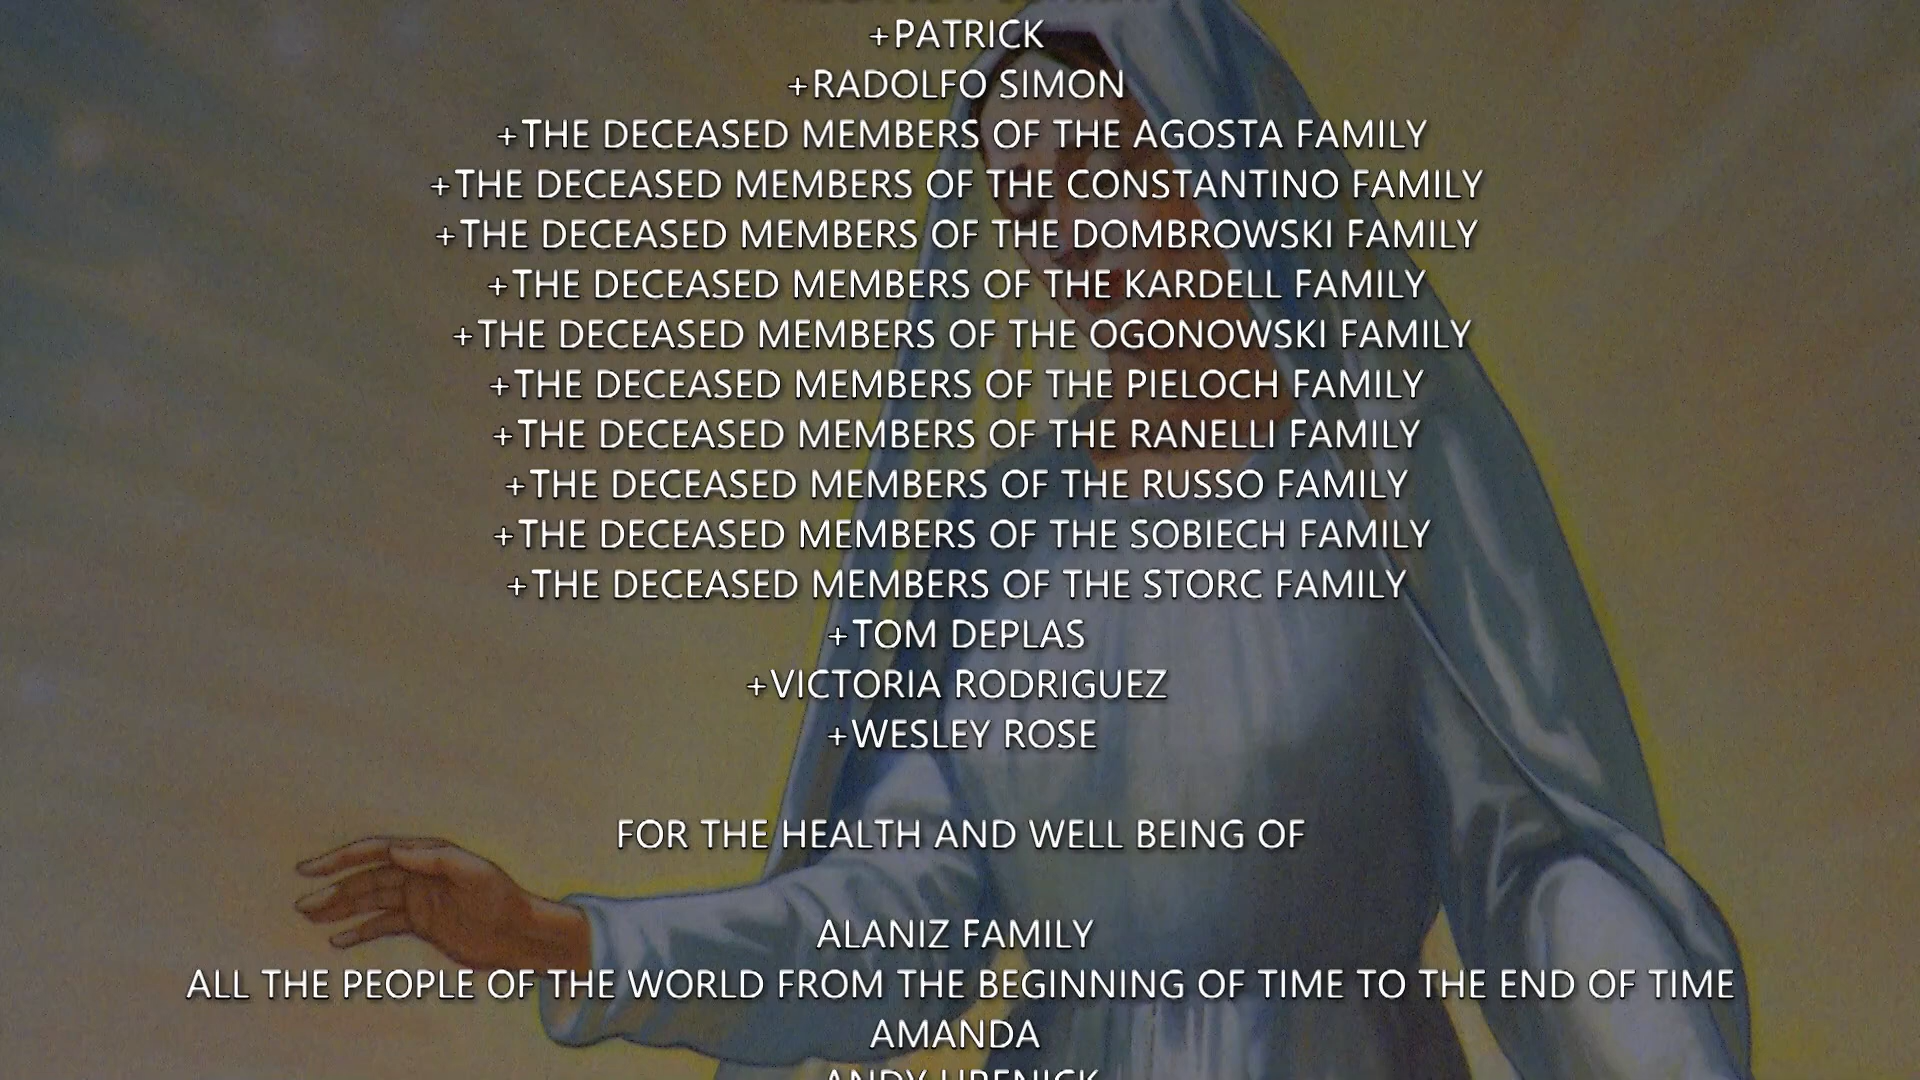 +PATRICK
+RADOLFO SIMON
+THE DECEASED MEMBERS OF THE AGOSTA FAMILY
+THE DECEASED MEMBERS OF THE CONSTANTINO FAMILY
+THE DECEASED MEMBERS OF THE DOMBROWSKI FAMILY
+THE DECEASED MEMBERS OF THE KARDELL FAMILY
+THE DECEASED MEMBERS OF THE OGONOWSKI FAMILY
+THE DECEASED MEMBERS OF THE PIELOCH FAMILY
+THE DECEASED MEMBERS OF THE RANELLI FAMILY
+THE DECEASED MEMBERS OF THE RUSSO FAMILY
+THE DECEASED MEMBERS OF THE SOBIECH FAMILY
+THE DECEASED MEMBERS OF THE STORC FAMILY
+TOM DEPLAS
+VICTORIA RODRIGUEZ
+WESLEY ROSE
FOR THE HEALTH AND WELL BEING OF
ALANIZ FAMILY
ALL THE PEOPLE OF THE WORLD FROM THE BEGINNING OF TIME TO THE END OF TIME
AMANDA
ANDY